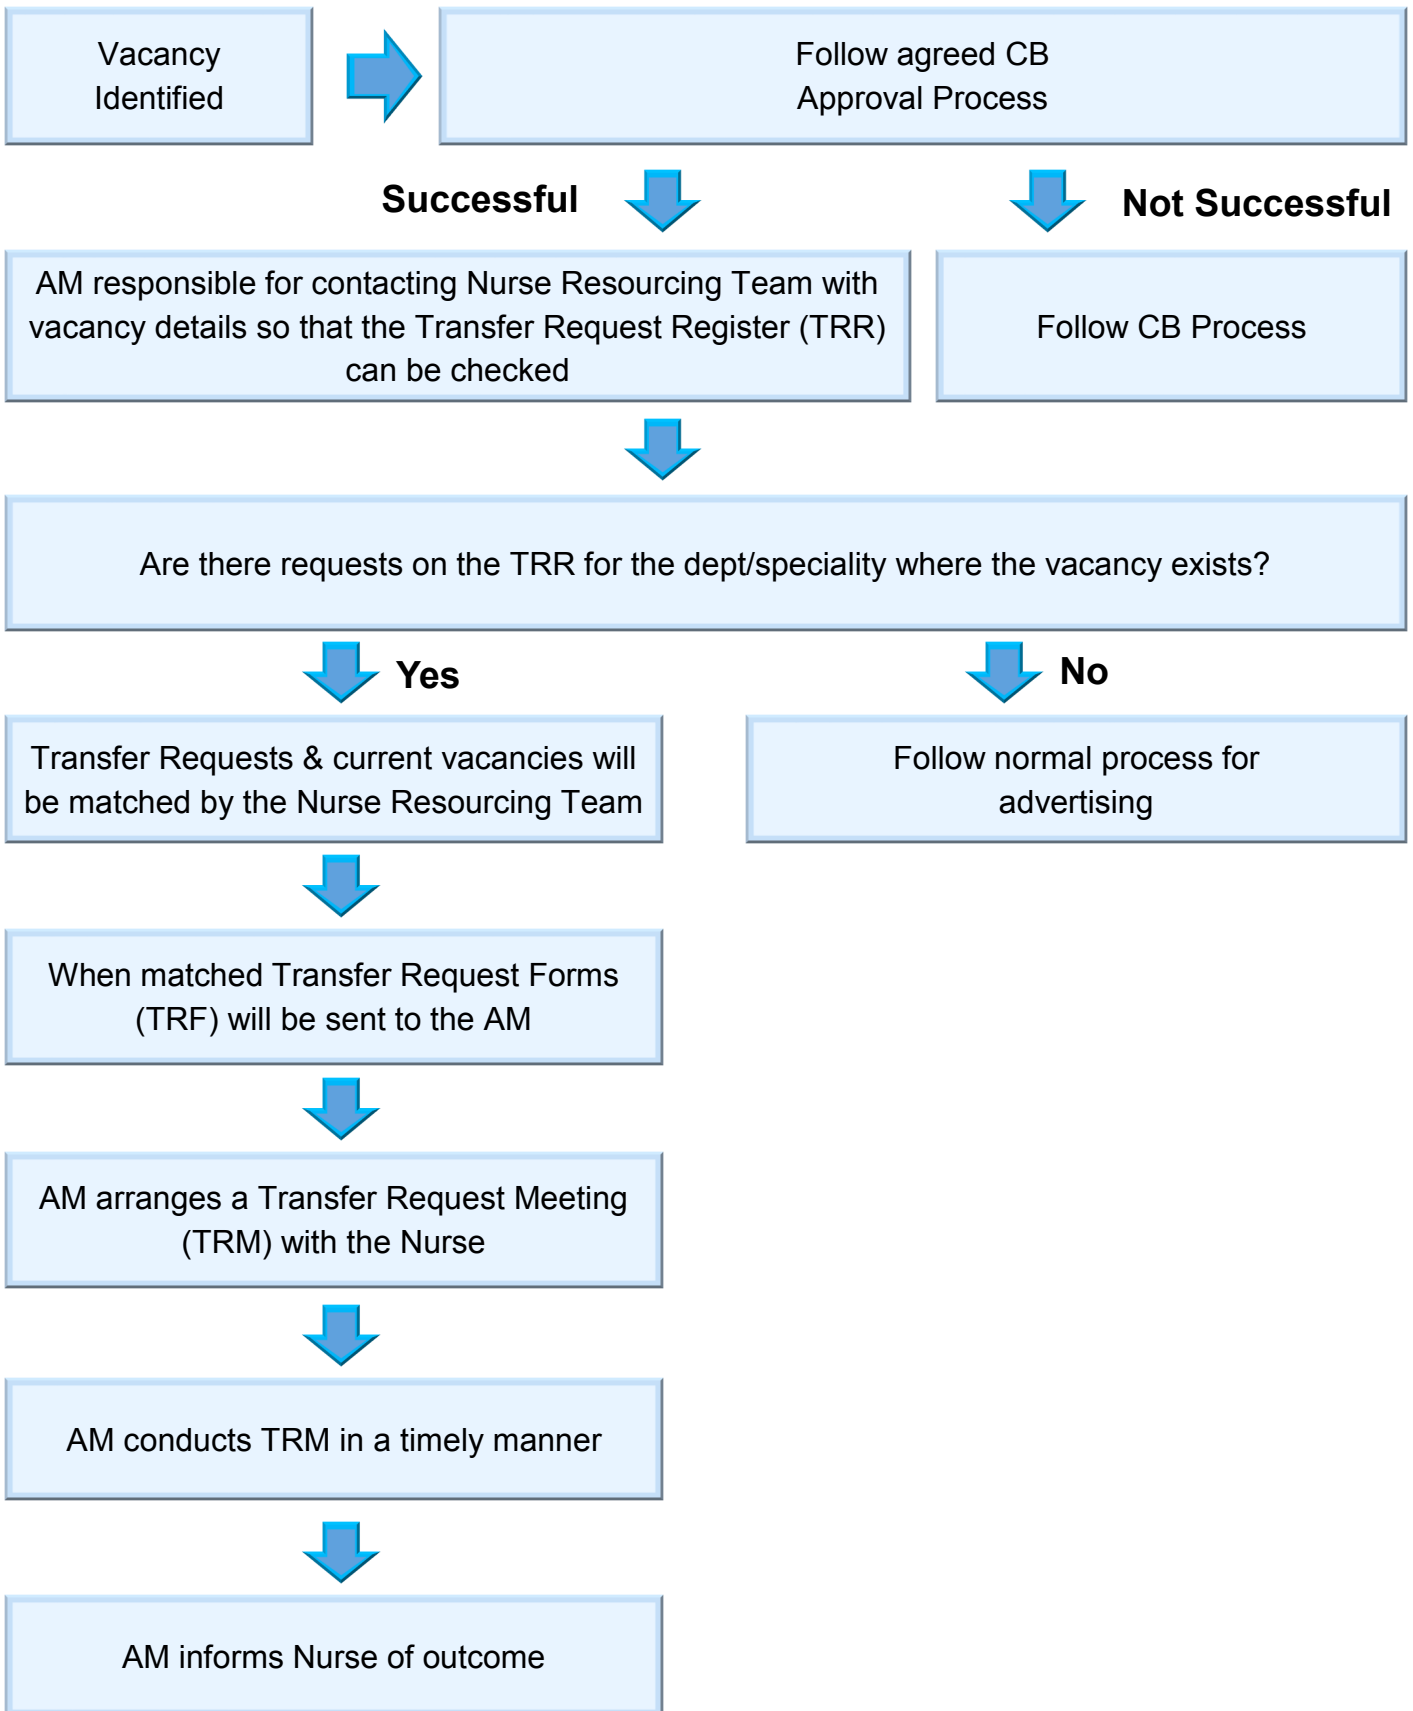 Vacancy
Identified
Follow agreed CB
Approval Process
Successful
Not Successful
AM responsible for contacting Nurse Resourcing Team with
vacancy details so that the Transfer Request Register (TRR)
can be checked
Follow CB Process
Are there requests on the TRR for the dept/speciality where the vacancy exists?
Yes
No
Transfer Requests & current vacancies will
be matched by the Nurse Resourcing Team
Follow normal process for
advertising
When matched Transfer Request Forms
(TRF) will be sent to the AM
AM arranges a Transfer Request Meeting
(TRM) with the Nurse
AM conducts TRM in a timely manner
AM informs Nurse of outcome